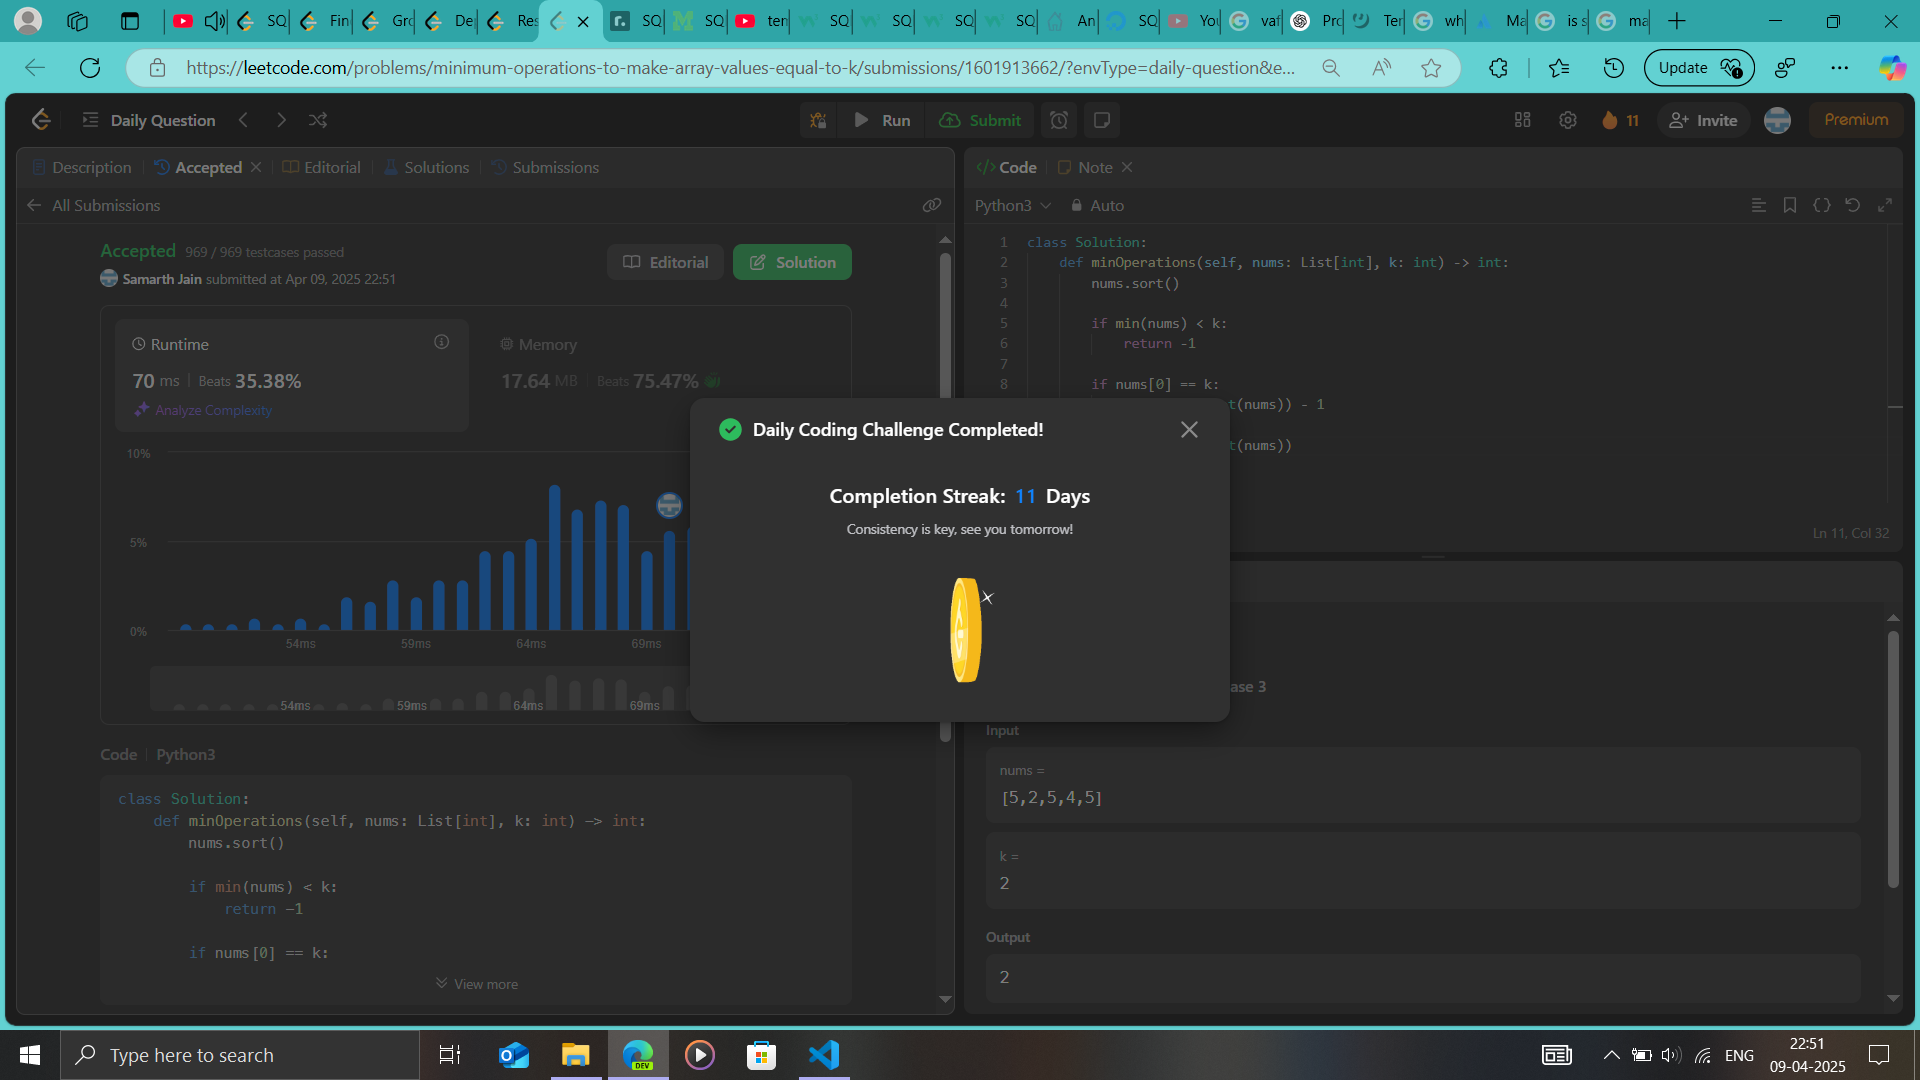 SQ
Fin
Gro
De
Res
SQ
SQ
ten
SQ
SQ
SQ
SQ
An
SQ
You
vaf
Pro
Ter
wh
Ma
is s
ma
https://leetcode.com/problems/minimum-operations-to-make-array-values-equal-to-k/submissions/1601913662/?envType=daily-question&e...
Update
Daily Question
Run
Submit
11
Invite
Premium
Description
Accepted
Editorial
Solutions
Submissions
All Submissions
Accepted 969 / 969 testcases passed
Samarth Jain submitted at Apr 09, 2025 22:51
Editorial
Solution
Runtime
70 ms Beats 35.38%
Analyze Complexity
Memory
17.64 MB Beats 75.47%
10%
5%
0%
54ms 59ms 64ms 69ms
54ms 59ms 64ms 69ms
Code Python3
class Solution:
def minOperations(self, nums: List[int], k: int) -> int:
nums.sort()
if min(nums) < k:
return -1
if nums[0] == k:
View more
Code
Note
Python3
Auto
1 class Solution:
2 def minOperations(self, nums: List[int], k: int) -> int:
3 nums.sort()
4
5 if min(nums) < k:
6 return -1
7
8 if nums[0] == k:
t(nums)) - 1
t(nums))
Ln 11, Col 32
Daily Coding Challenge Completed!
Completion Streak: 11 Days
Consistency is key, see you tomorrow!
ase 3
Input
nums =
[5,2,5,4,5]
k =
2
Output
2
Type here to search
DEV
ENG
22:51
09-04-2025